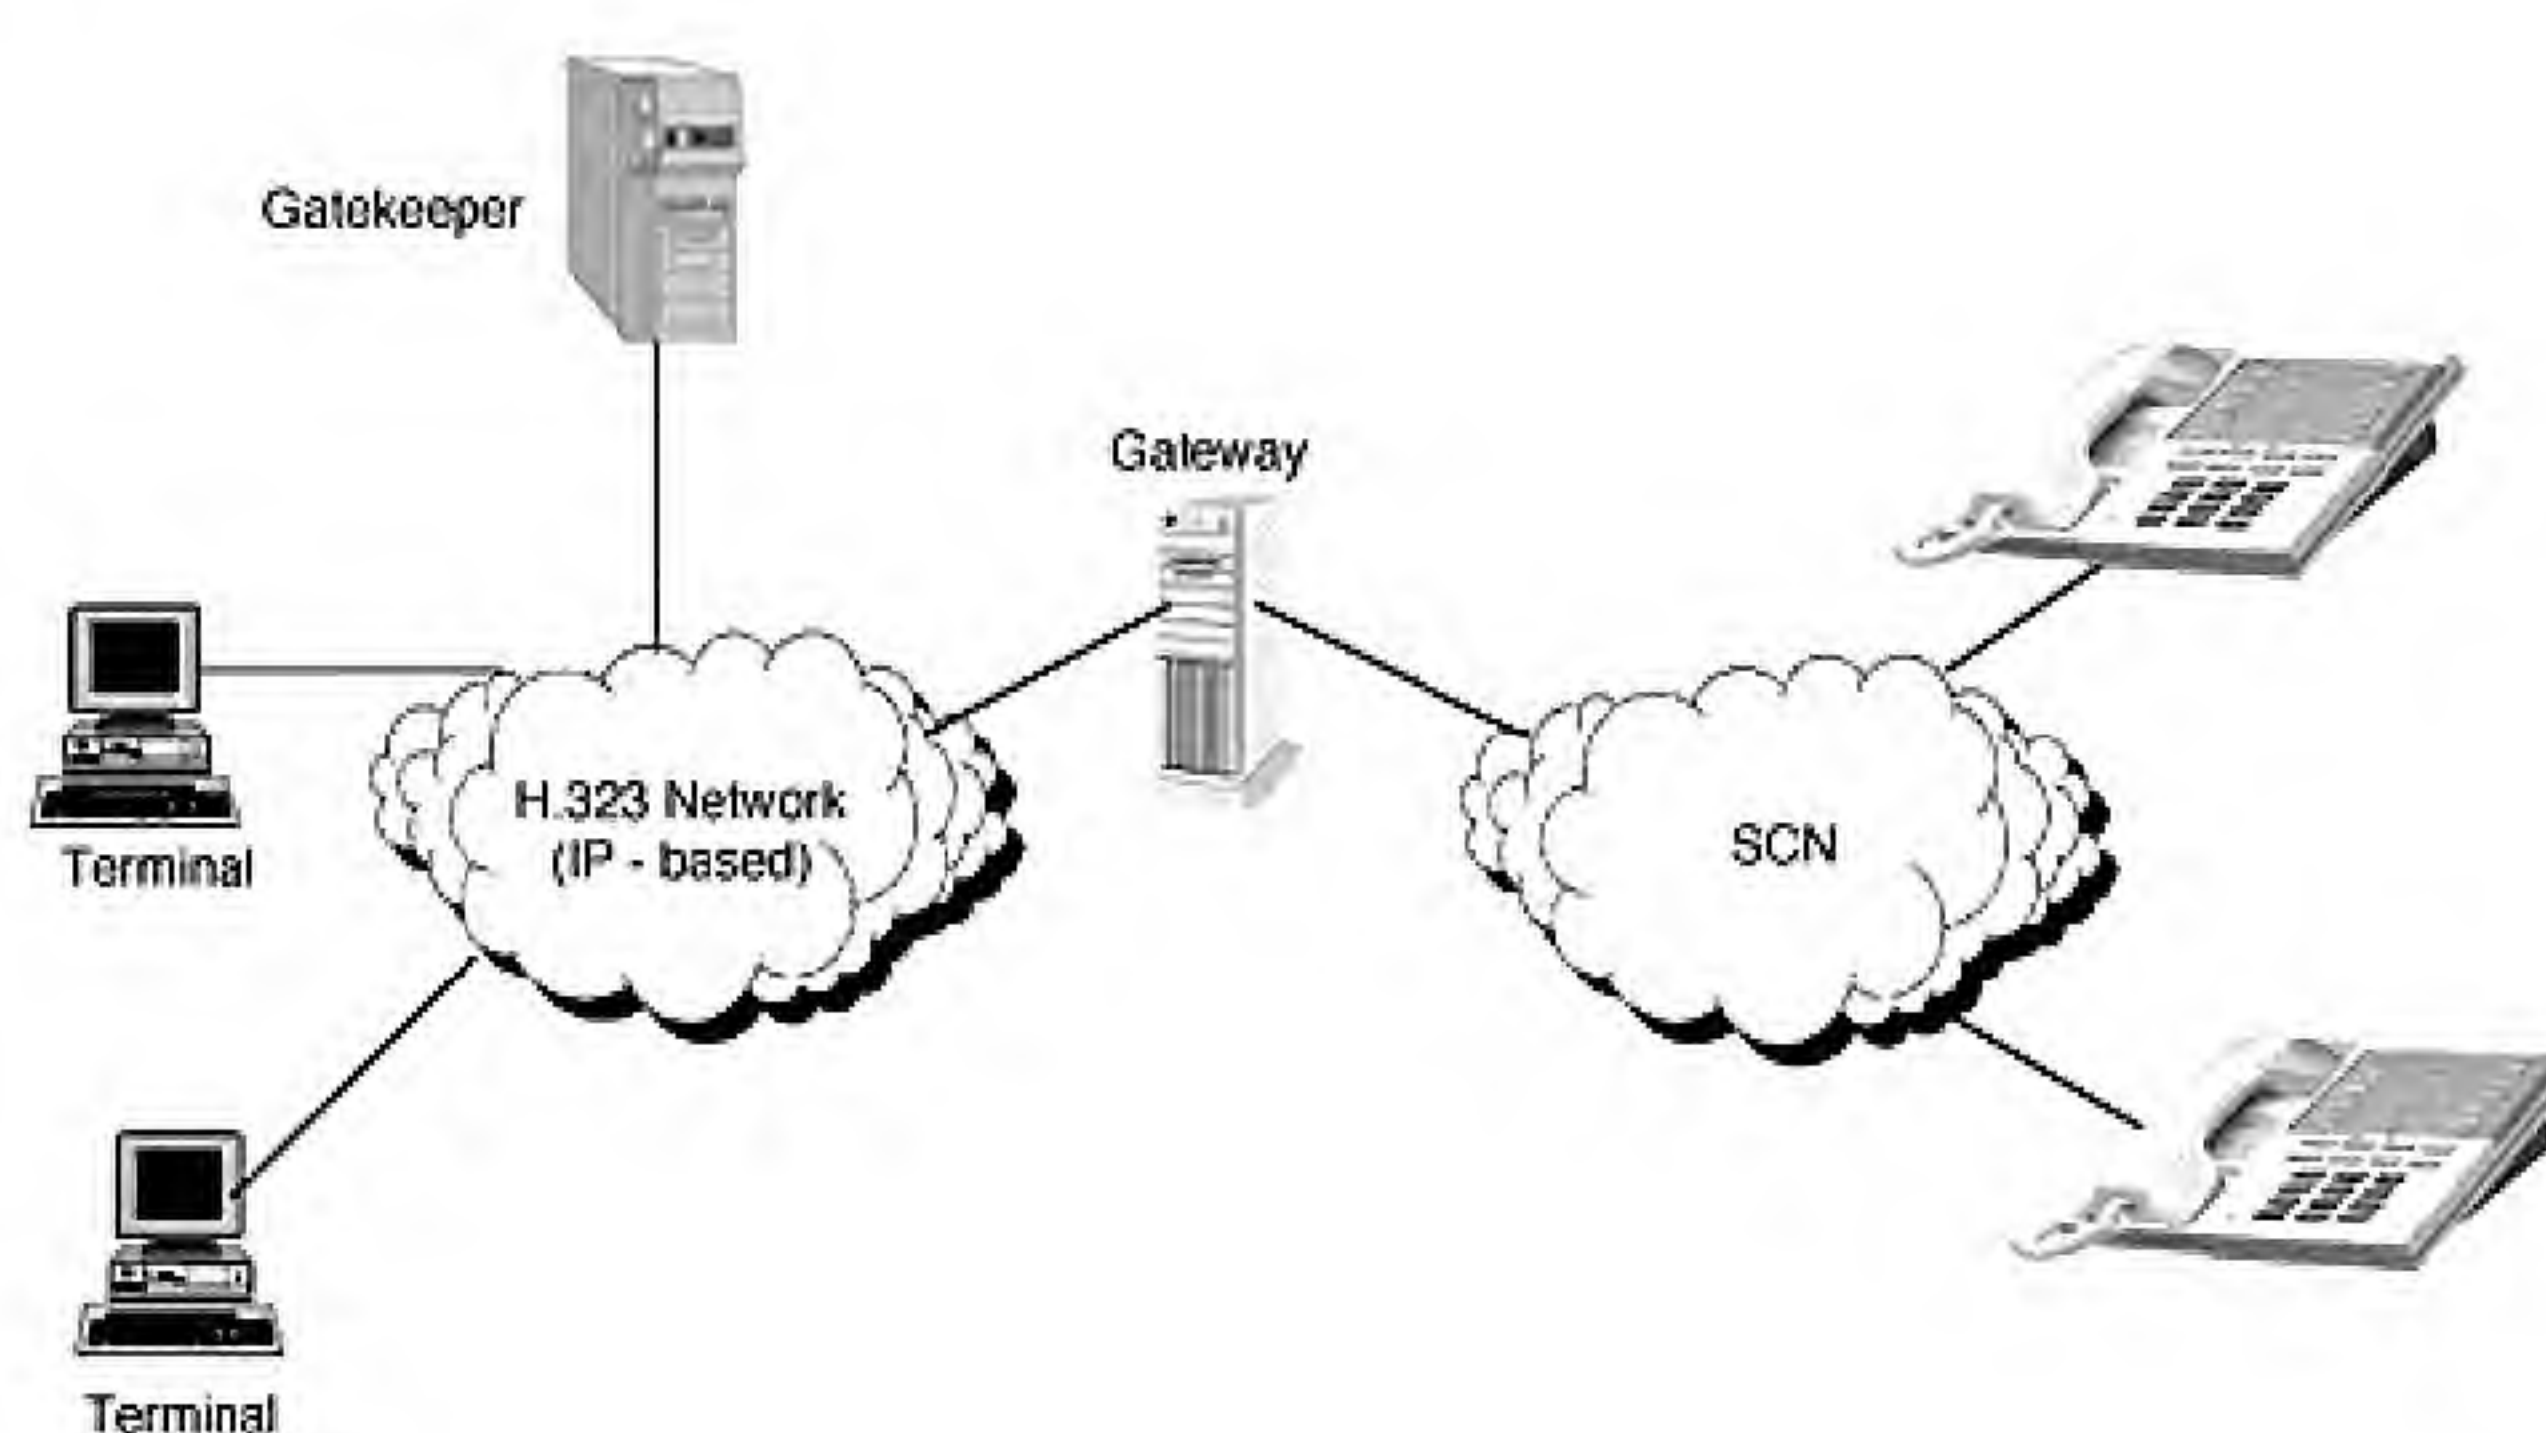 Gatekeeper
Gateway
H.323 Network
(IP - based)
SCN
Terminal
Terminal